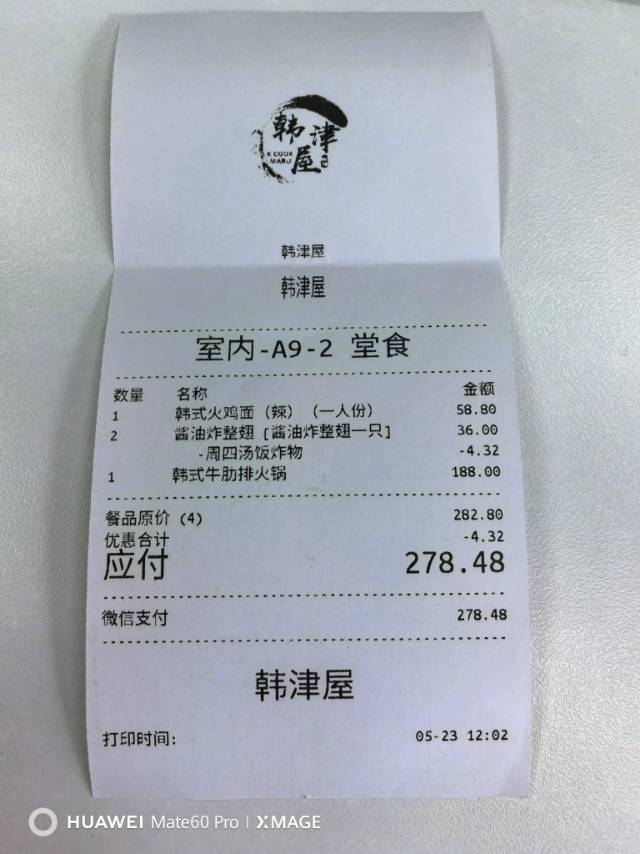 韩津
K COOK
MARU
屋
韩津屋
韩津屋
室内-A9-2 堂食
数量 名称 金额
1 韩式火鸡面（辣）（一人份） 58.80
2 酱油炸整翅 [酱油炸整翅一只] 36.00
-周四汤饭炸物 -4.32
1 韩式牛肋排火锅 188.00
餐品原价 (4) 282.80
优惠合计 -4.32
应付 278.48
微信支付 278.48
韩津屋
打印时间: 05-23 12:02
HUAWEI Mate60 Pro | XMAGE